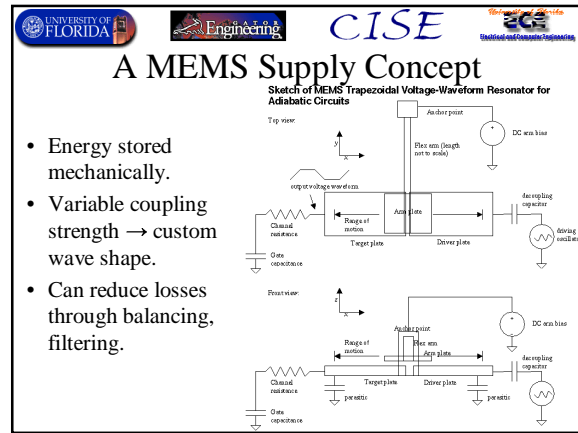 UNIVERSITY OF
FLORIDA
GATOR
Engineering
CISE
University of Florida
ECE
Electrical and Computer Engineering
A MEMS Supply Concept
• Energy stored
mechanically.
• Variable coupling
strength → custom
wave shape.
• Can reduce losses
through balancing,
filtering.
Sketch of MEMS Trapezoidal Voltage-Waveform Resonator for
Adiabatic Circuits
Top view:
Anchor point
y
x
Flex arm (length
not to scale)
DC arm bias
output voltage waveform
Channel
resistance
Gate
capacitance
Range of
motion
Arm plate
Target plate
Driver plate
decoupling
capacitor
driving
oscillator
Front view:
z
x
Anchor point
Flex arm
DC arm bias
Range of
motion
Arm plate
decoupling
capacitor
Channel
resistance
Target plate
Driver plate
parasitic
parasitic
Gate
capacitance